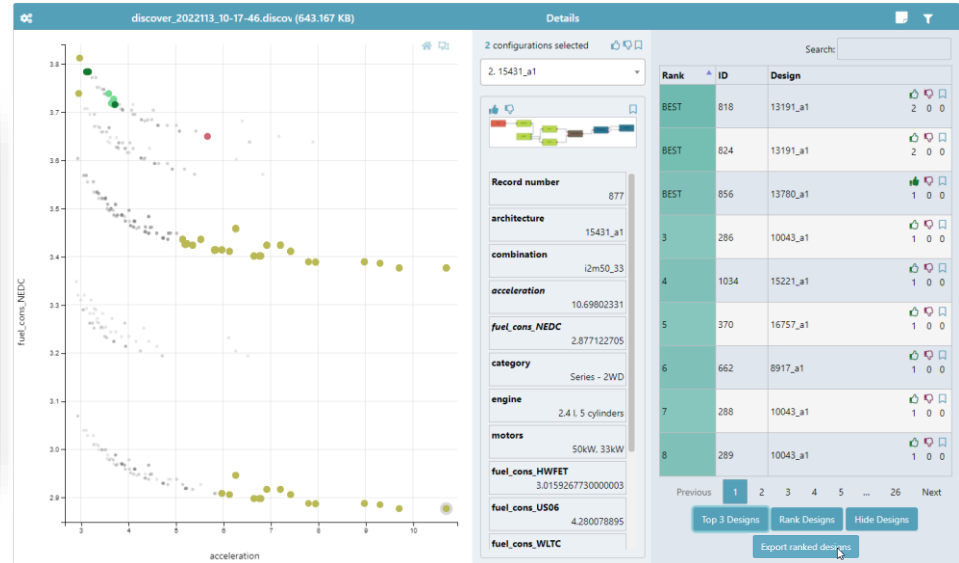 discover_2022113_10-17-46.discov (643.167 KB)
Details
3.8
3.7
3.6
3.5
3.4
3.3
3.2
3.1
3.0
2.9
fuel_cons_NEDC
3
4
5
6
7
8
9
10
acceleration
2 configurations selected
2. 15431_a1
Record number
877
architecture
15431_a1
combination
i2m50_33
acceleration
10.69802331
fuel_cons_NEDC
2.877122705
category
Series - 2WD
engine
2.4 l, 5 cylinders
motors
50kW, 33kW
fuel_cons_HWFET
3.0159267730000003
fuel_cons_US06
4.280078895
fuel_cons_WLTC
Search:
Rank ID Design
BEST 818 13191_a1 2 0 0
BEST 824 13191_a1 2 0 0
BEST 856 13780_a1 1 0 0
3 286 10043_a1 1 0 0
4 1034 15221_a1 1 0 0
5 370 16757_a1 1 0 0
6 662 8917_a1 1 0 0
7 288 10043_a1 1 0 0
8 289 10043_a1 1 0 0
Previous 1 2 3 4 5 ... 26 Next
Top 3 Designs Rank Designs Hide Designs
Export ranked designs